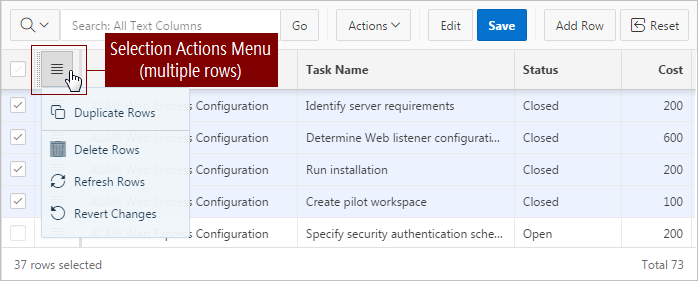 Search: All Text Columns Go Actions Edit Save Add Row Reset
Selection Actions Menu
(multiple rows)
Task Name Status Cost
Configuration Identify server requirements Closed 200
Duplicate Rows
Configuration Determine Web listener configurati... Closed 600
Delete Rows
Configuration Run installation Closed 200
Refresh Rows
Configuration Create pilot workspace Closed 100
Revert Changes
Configuration Specify security authentication sche... Open 200
37 rows selected Total 73